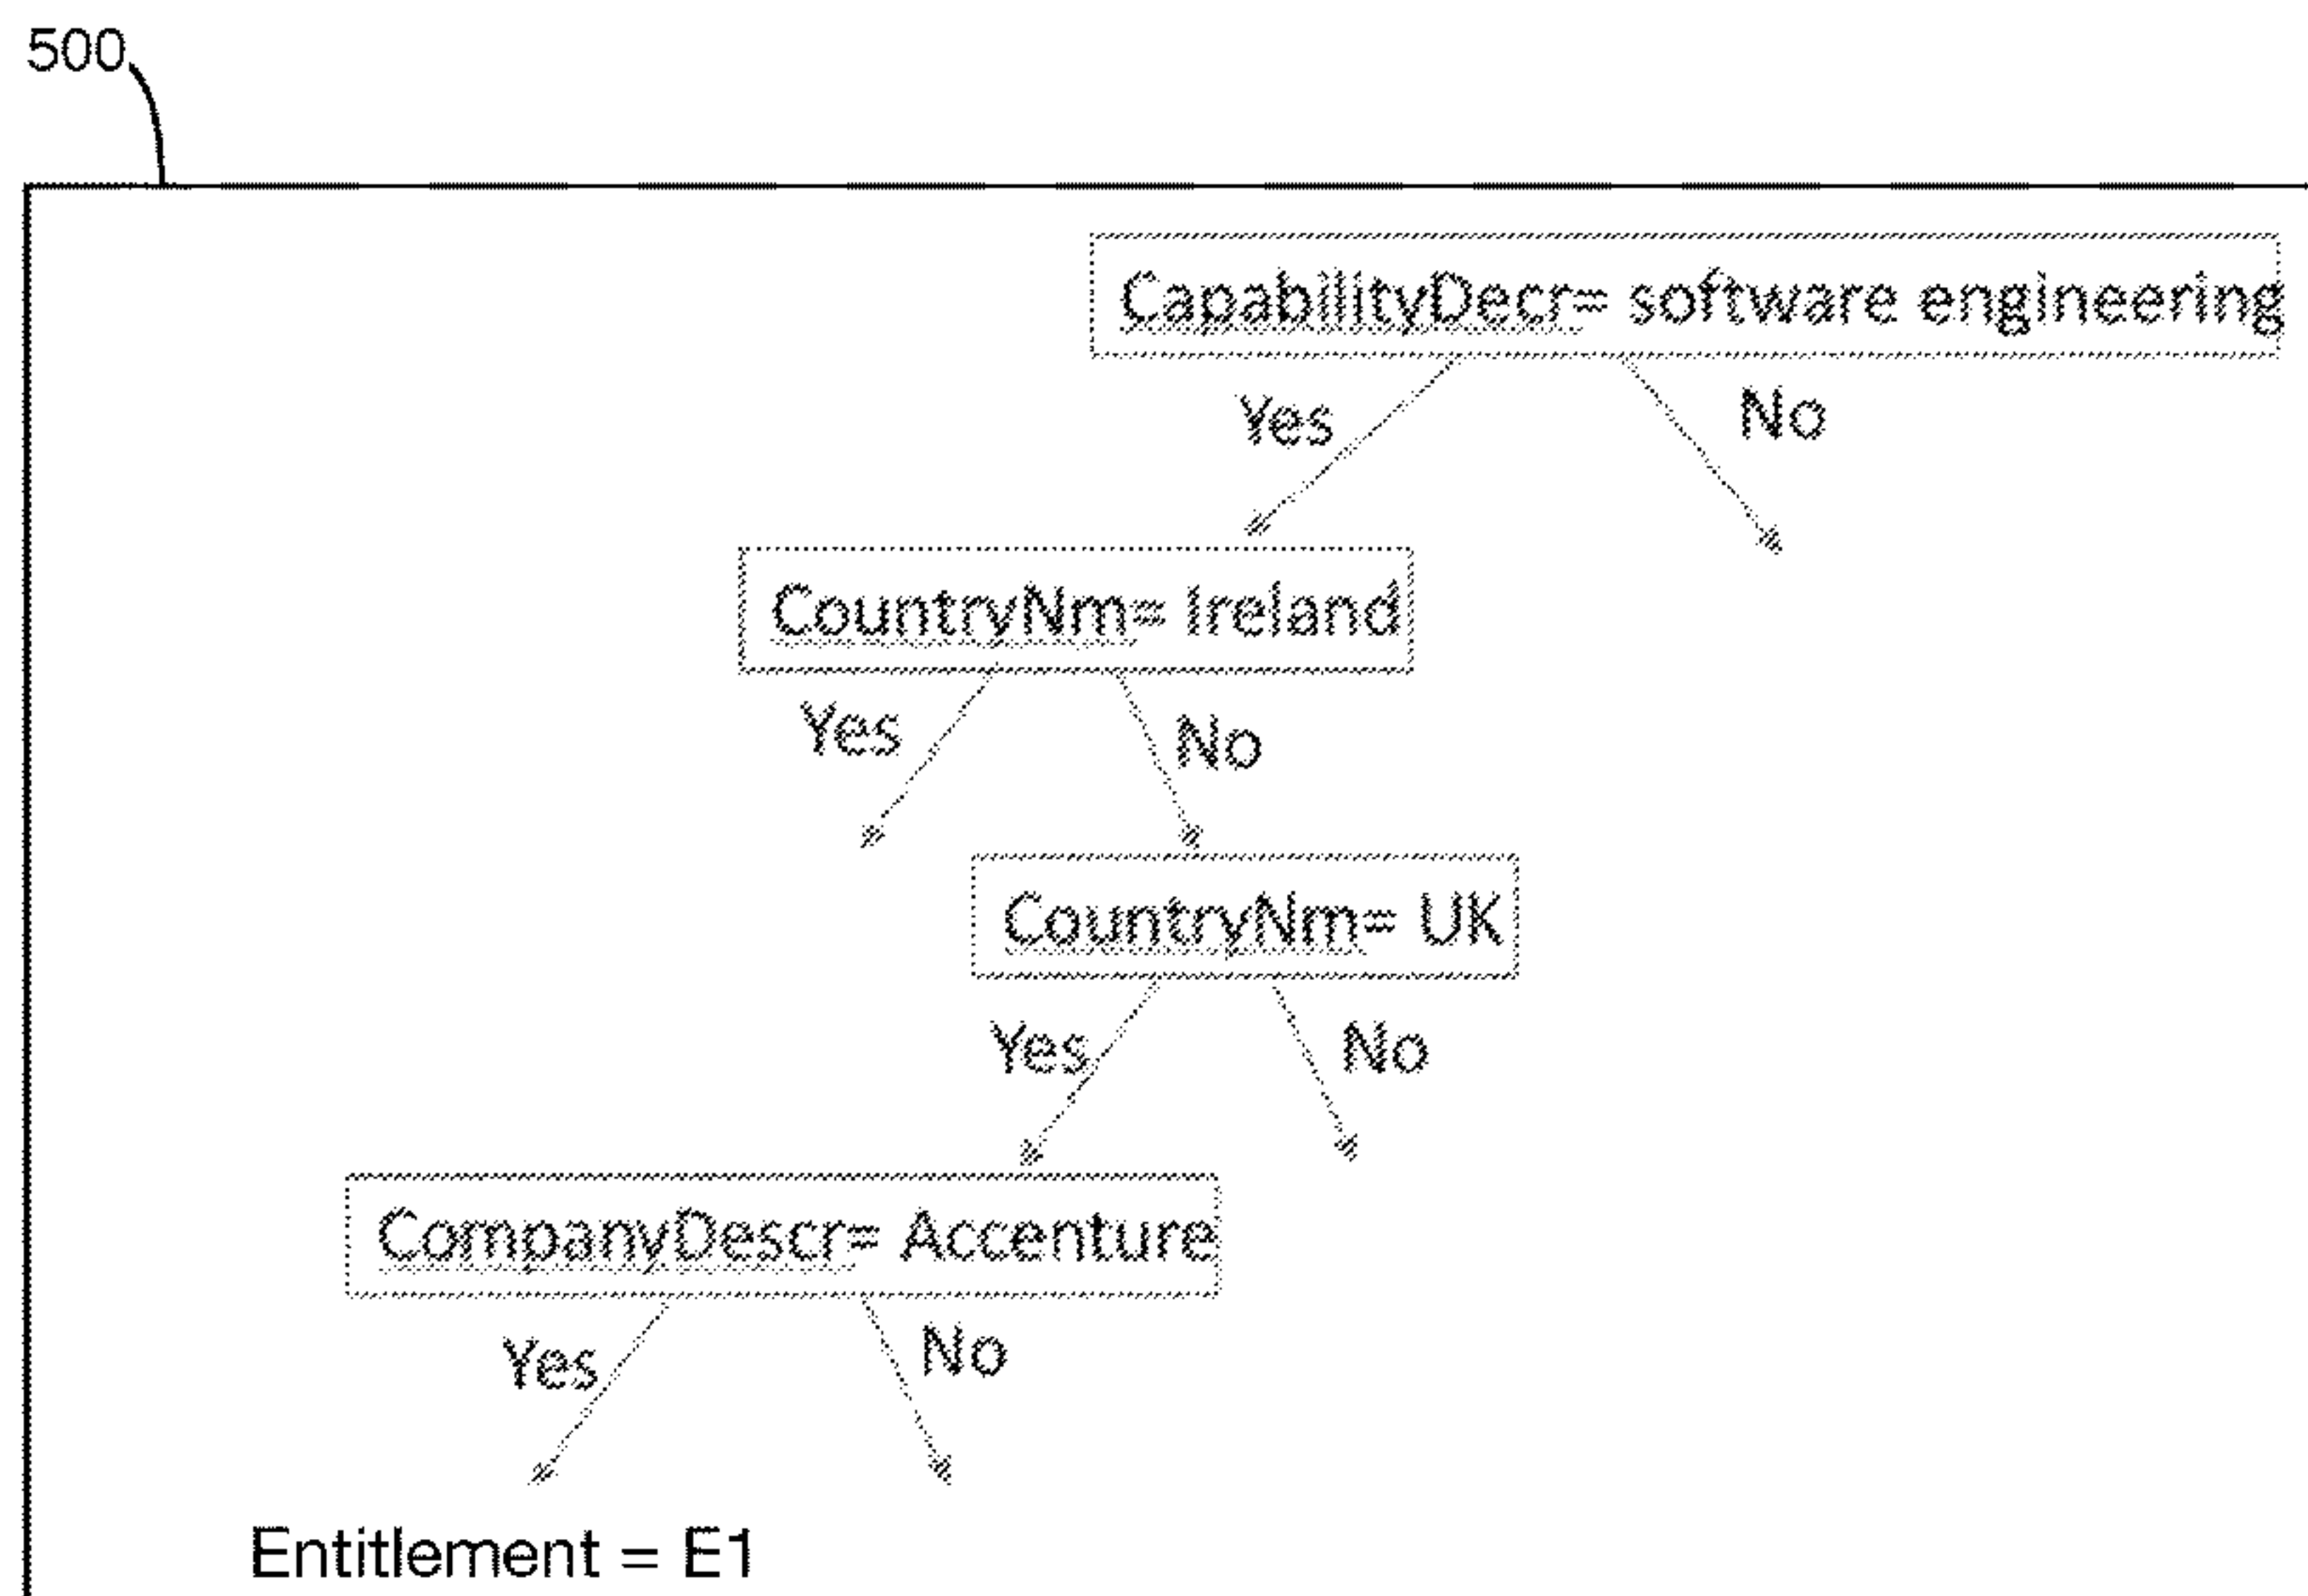 500
CapabilityDecr= software engineering
Yes
No
CountryNm= Ireland
Yes
No
CountryNm= UK
Yes
No
CompanyDescr= Accenture
Yes
No
Entitlement = E1